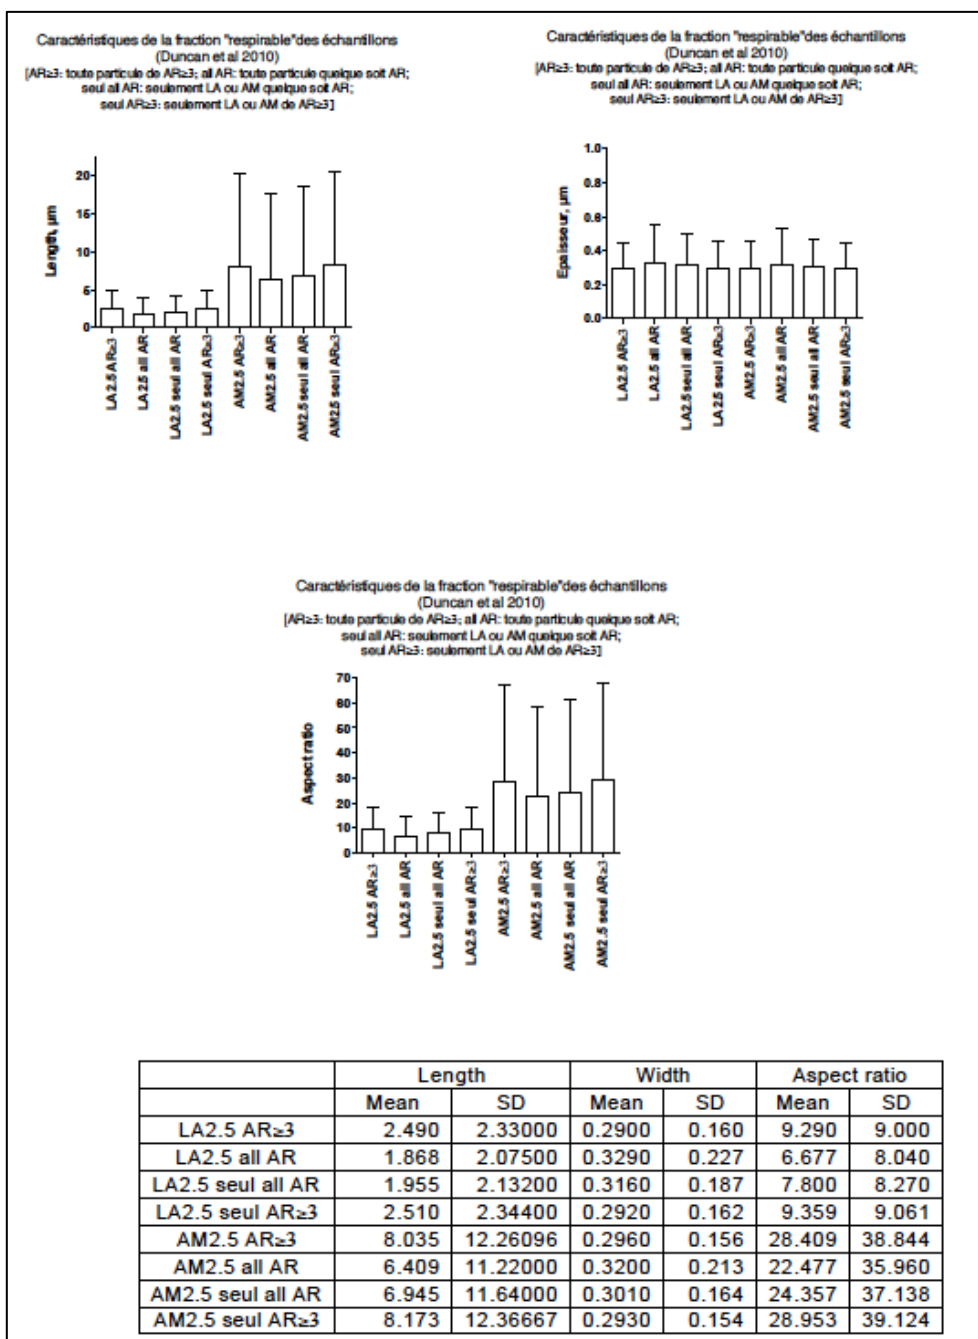 Caractéristiques de la fraction "respirable"des échantillons
(Duncan et al 2010)
[AR≥3: toute particule de AR≥3; all AR: toute particule quelque soit AR;
seul all AR: seulement LA ou AM quelque soit AR;
seul AR≥3: seulement LA ou AM de AR≥3]
Length, µm
20
15
10
5
0
LA2.5 AR≥3
LA2.5 all AR
LA2.5 seul all AR
LA2.5 seul AR≥3
AM2.5 AR≥3
AM2.5 all AR
AM2.5 seul all AR
AM2.5 seul AR≥3
Caractéristiques de la fraction "respirable"des échantillons
(Duncan et al 2010)
[AR≥3: toute particule de AR≥3; all AR: toute particule quelque soit AR;
seul all AR: seulement LA ou AM quelque soit AR;
seul AR≥3: seulement LA ou AM de AR≥3]
Epaisseur, µm
1.0
0.8
0.6
0.4
0.2
0.0
LA2.5 AR≥3
LA2.5 all AR
LA2.5 seul all AR
LA2.5 seul AR≥3
AM2.5 AR≥3
AM2.5 all AR
AM2.5 seul all AR
AM2.5 seul AR≥3
Caractéristiques de la fraction "respirable"des échantillons
(Duncan et al 2010)
[AR≥3: toute particule de AR≥3; all AR: toute particule quelque soit AR;
seul all AR: seulement LA ou AM quelque soit AR;
seul AR≥3: seulement LA ou AM de AR≥3]
Aspect ratio
70
60
50
40
30
20
10
0
LA2.5 AR≥3
LA2.5 all AR
LA2.5 seul all AR
LA2.5 seul AR≥3
AM2.5 AR≥3
AM2.5 all AR
AM2.5 seul all AR
AM2.5 seul AR≥3
Length Width Aspect ratio
Mean SD Mean SD Mean SD
LA2.5 AR≥3 2.490 2.33000 0.2900 0.160 9.290 9.000
LA2.5 all AR 1.868 2.07500 0.3290 0.227 6.677 8.040
LA2.5 seul all AR 1.955 2.13200 0.3160 0.187 7.800 8.270
LA2.5 seul AR≥3 2.510 2.34400 0.2920 0.162 9.359 9.061
AM2.5 AR≥3 8.035 12.26096 0.2960 0.156 28.409 38.844
AM2.5 all AR 6.409 11.22000 0.3200 0.213 22.477 35.960
AM2.5 seul all AR 6.945 11.64000 0.3010 0.164 24.357 37.138
AM2.5 seul AR≥3 8.173 12.36667 0.2930 0.154 28.953 39.124